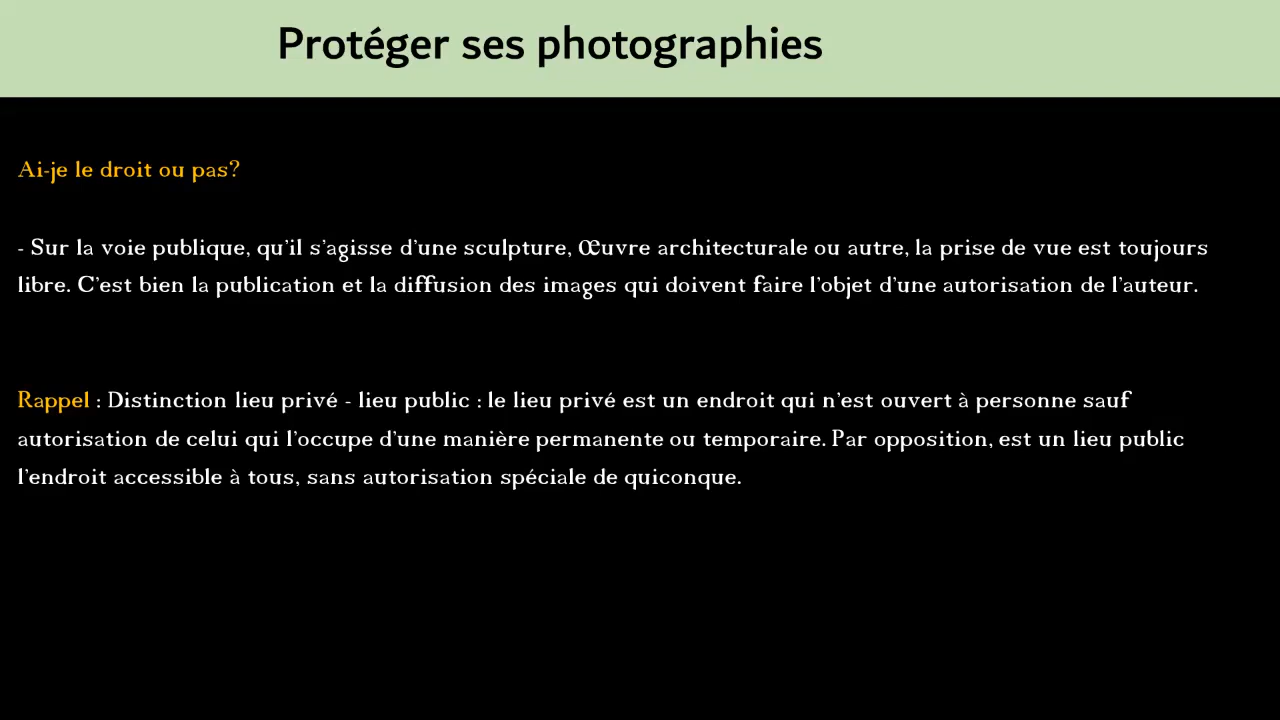 Protéger ses photographies
Ai-je le droit ou pas?
- Sur la voie publique, qu'il s'agisse d'une sculpture, Œuvre architecturale ou autre, la prise de vue est toujours
libre. C'est bien la publication et la diffusion des images qui doivent faire l'objet d'une autorisation de l'auteur.
Rappel : Distinction lieu privé - lieu public : le lieu privé est un endroit qui n'est ouvert à personne sauf
autorisation de celui qui l'occupe d'une manière permanente ou temporaire. Par opposition, est un lieu public
l'endroit accessible à tous, sans autorisation spéciale de quiconque.